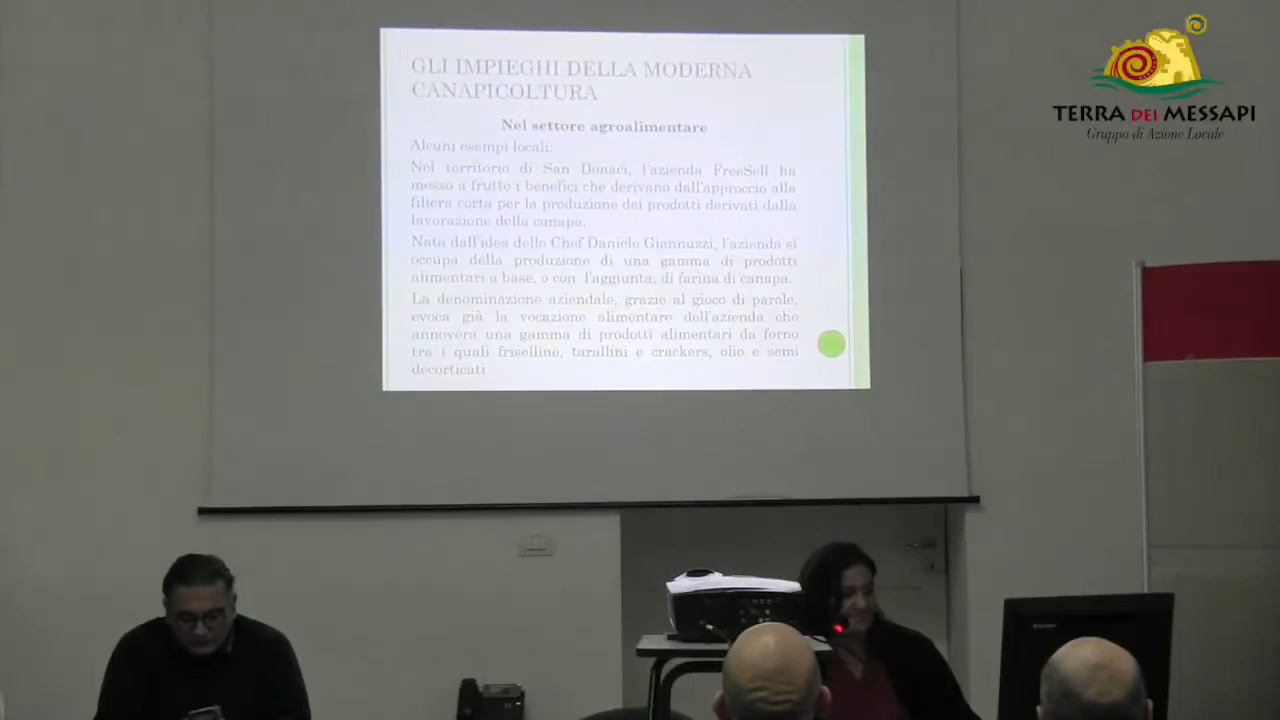 GLI IMPIEGHI DELLA MODERNA
CANAPICOLTURA
Nel settore agroalimentare
Alcuni esempi locali:
Nel territorio di San Donaci, l'azienda FreeSell ha
messo a frutto i benefici che derivano dall'approccio alla
filiera corta per la produzione dei prodotti derivati dalla
lavorazione della canapa.
Nata dall'idea dello Chef Daniele Giannuzzi, l'azienda si
occupa della produzione di una gamma di prodotti
alimentari a base, o con l'aggiunta, di farina di canapa.
La denominazione aziendale, grazie al gioco di parole,
evoca già la vocazione alimentare dell'azienda che
annovera una gamma di prodotti alimentari da forno
tra i quali friselline, tarallini e crackers, olio e semi
decorticati
TERRA DEI MESSAPI
Gruppo di Azione Locale